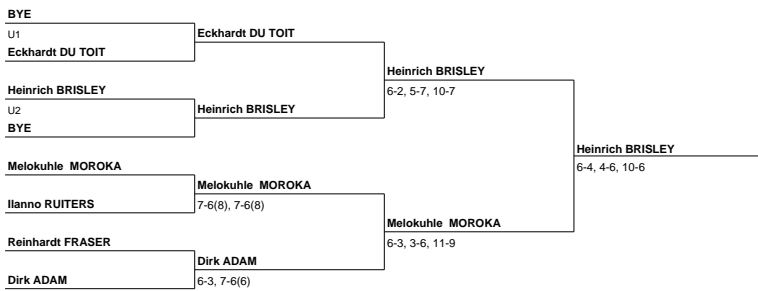 BYE
U1
Eckhardt DU TOIT
Eckhardt DU TOIT
Heinrich BRISLEY
U2
BYE
Heinrich BRISLEY
Heinrich BRISLEY
6-2, 5-7, 10-7
Melokuhle MOROKA
Ilanno RUITERS
Melokuhle MOROKA
7-6(8), 7-6(8)
Reinhardt FRASER
Dirk ADAM
Dirk ADAM
6-3, 7-6(6)
Melokuhle MOROKA
6-3, 3-6, 11-9
Heinrich BRISLEY
6-4, 4-6, 10-6